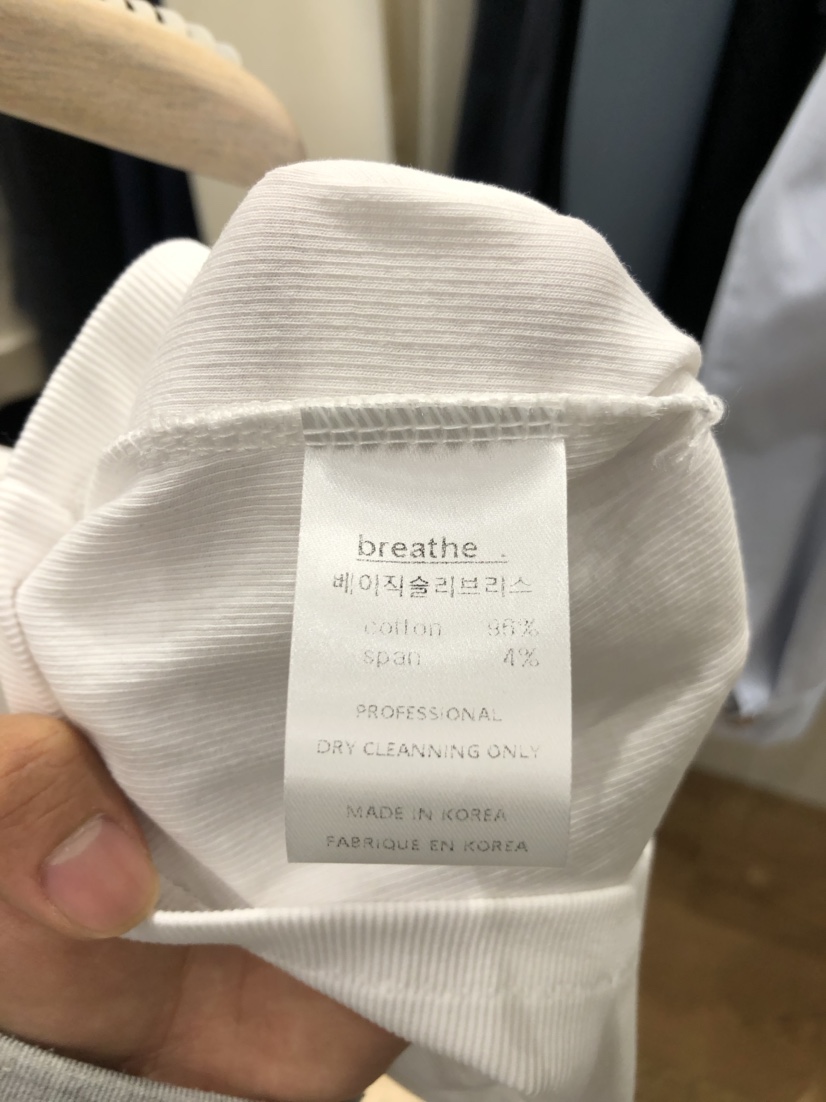 breathe .
베이직슬리브리스
cotton 96%
span 4%
PROFESSIONAL
DRY CLEANNING ONLY
MADE IN KOREA
FABRIQUE EN KOREA